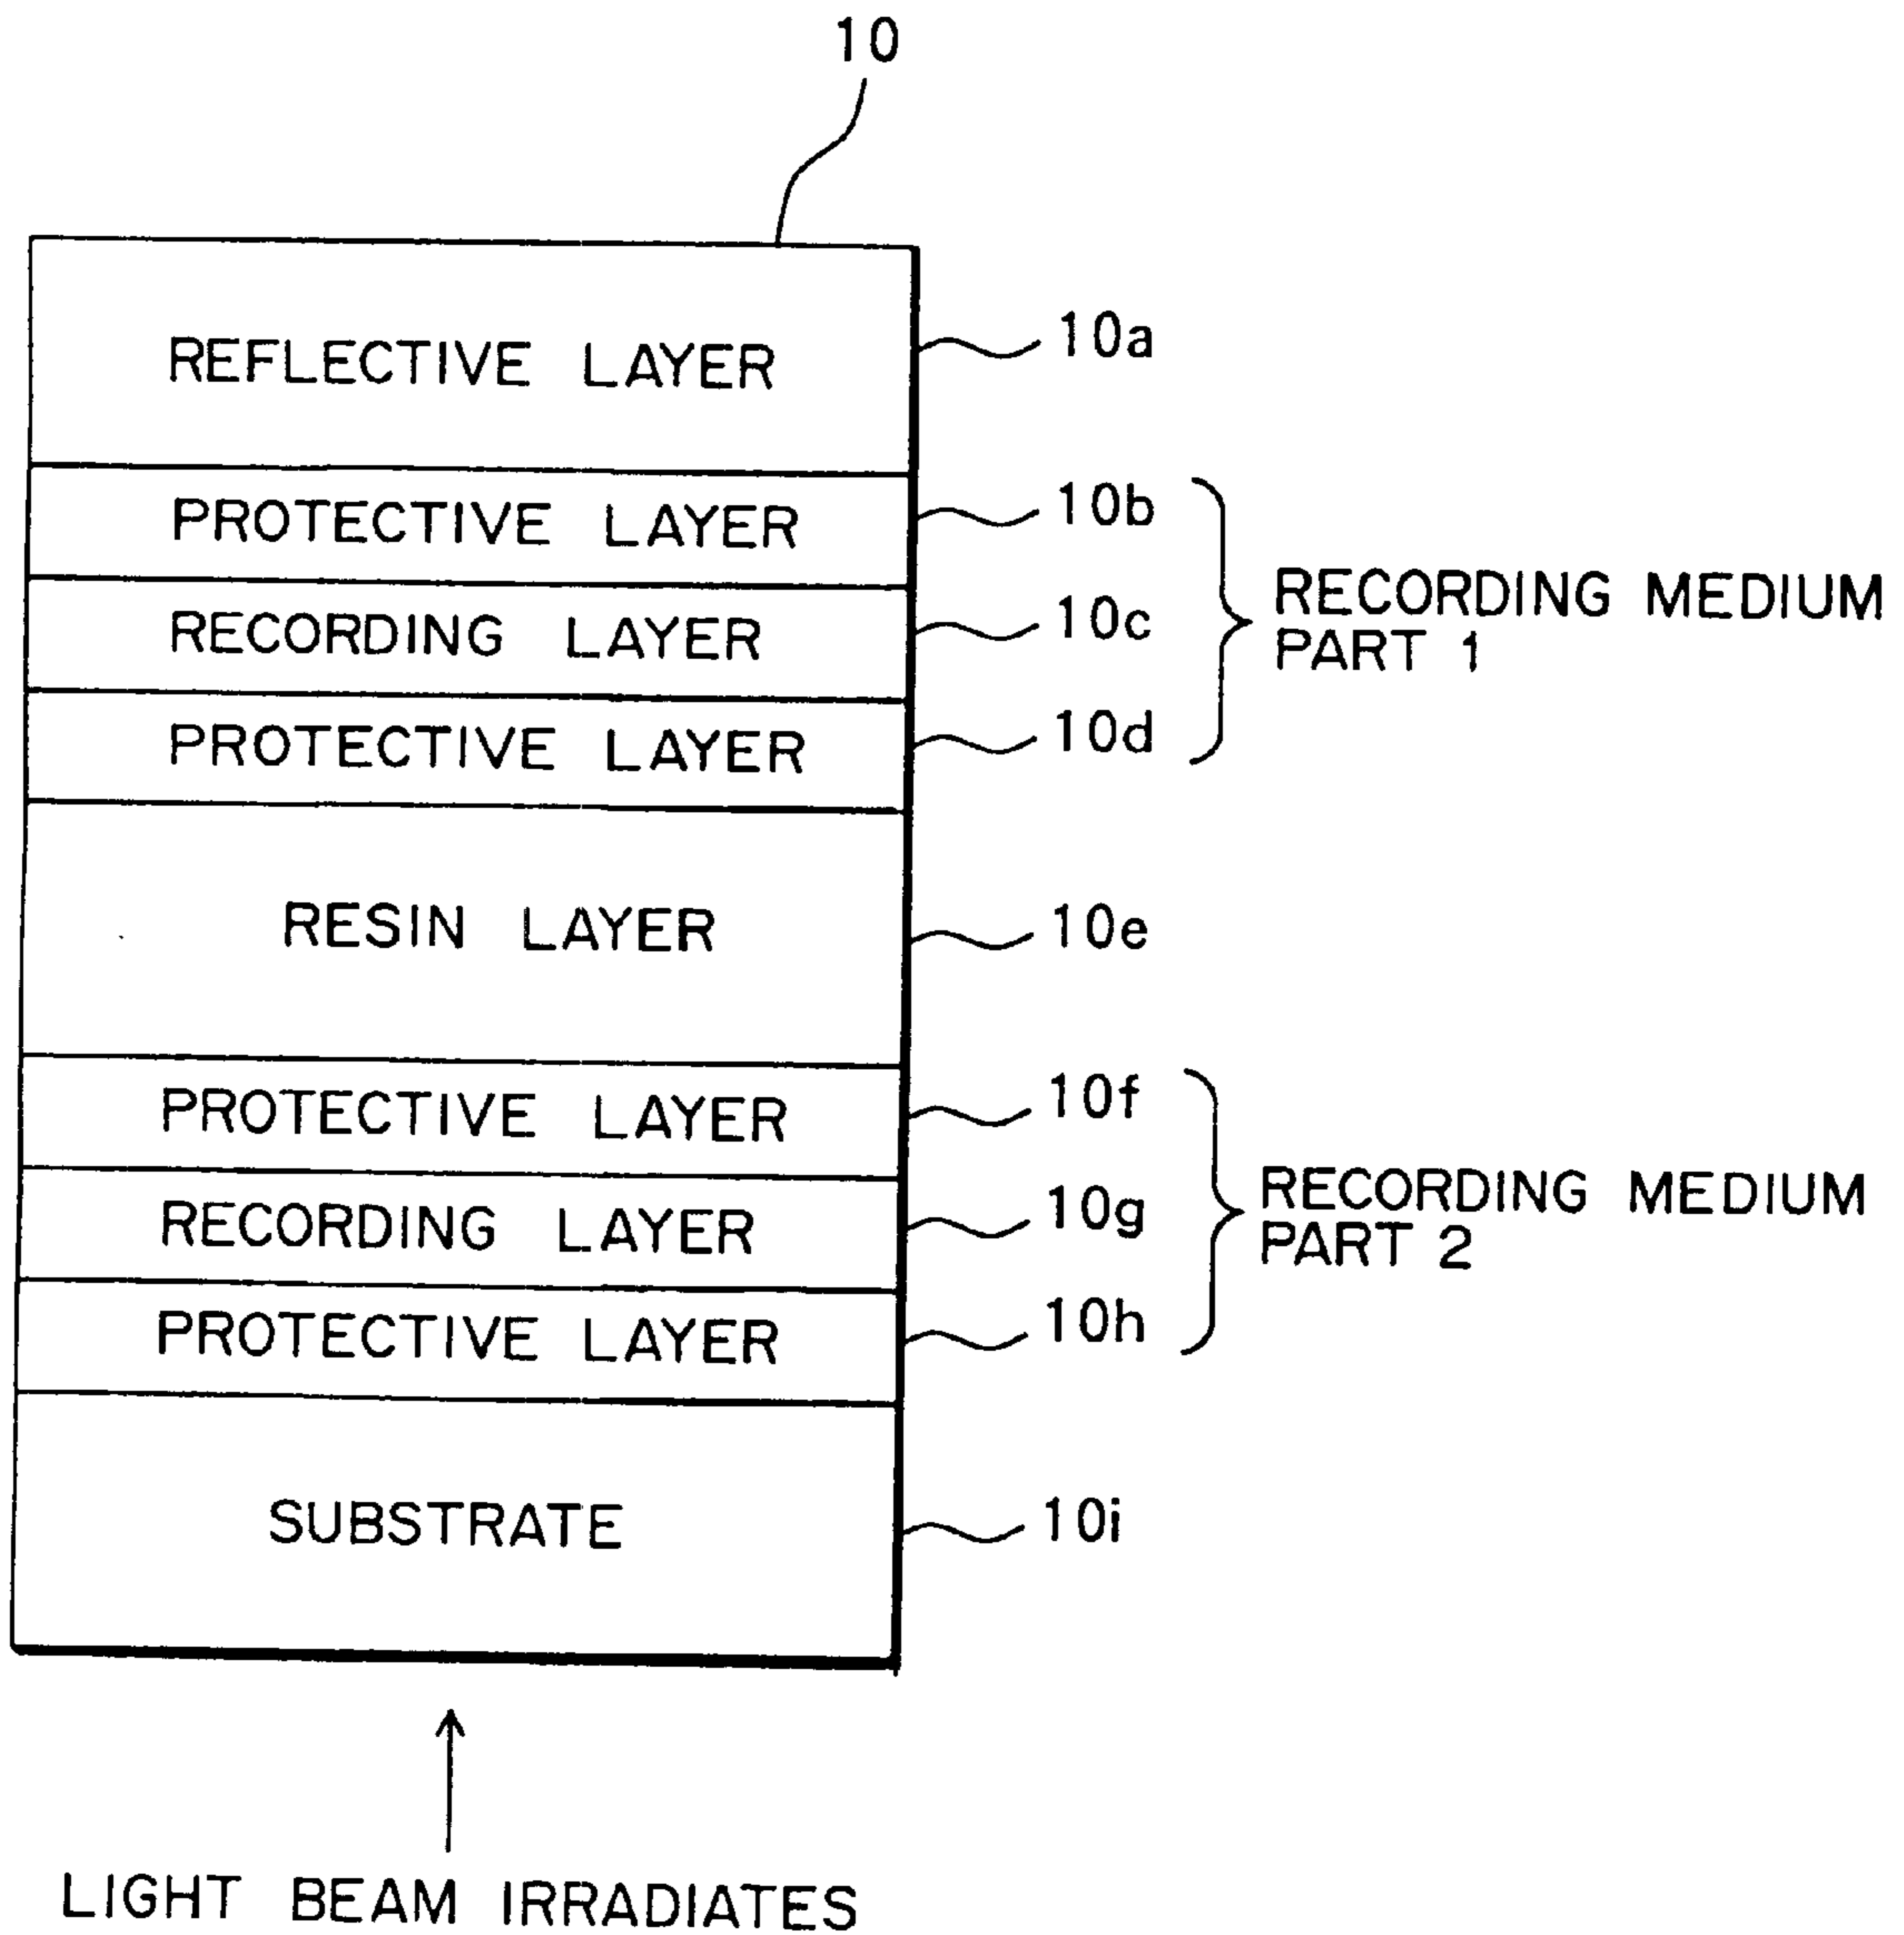 10
REFLECTIVE LAYER 10a
PROTECTIVE LAYER 10b
RECORDING LAYER 10c
RECORDING MEDIUM
PART 1
PROTECTIVE LAYER 10d
RESIN LAYER 10e
PROTECTIVE LAYER 10f
RECORDING LAYER 10g
RECORDING MEDIUM
PART 2
PROTECTIVE LAYER 10h
SUBSTRATE 10i
LIGHT BEAM IRRADIATES